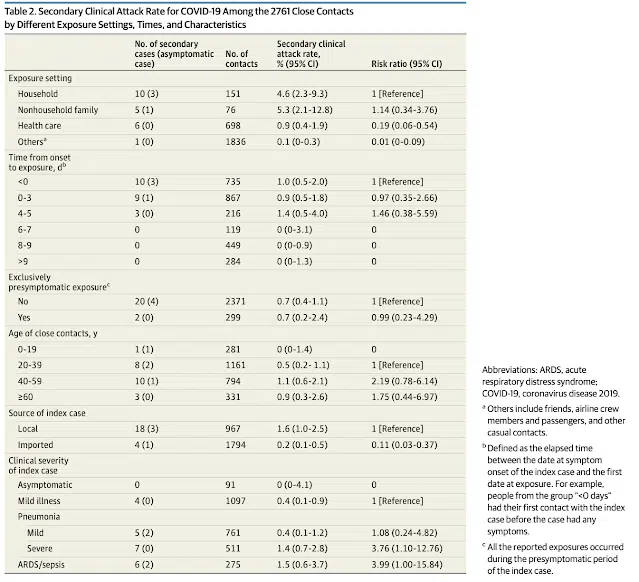 Table 2. Secondary Clinical Attack Rate for COVID-19 Among the 2761 Close Contacts
by Different Exposure Settings, Times, and Characteristics
No. of secondary
cases (asymptomatic
case)
No. of
contacts
Secondary clinical
attack rate,
% (95% CI)
Risk ratio (95% CI)
Exposure setting
Household 10 (3) 151 4.6 (2.3-9.3) 1 [Reference]
Nonhousehold family 5 (1) 76 5.3 (2.1-12.8) 1.14 (0.34-3.76)
Health care 6 (0) 698 0.9 (0.4-1.9) 0.19 (0.06-0.54)
Othersa 1 (0) 1836 0.1 (0-0.3) 0.01 (0-0.09)
Time from onset
to exposure, db
<0 10 (3) 735 1.0 (0.5-2.0) 1 [Reference]
0-3 9 (1) 867 0.9 (0.5-1.8) 0.97 (0.35-2.66)
4-5 3 (0) 216 1.4 (0.5-4.0) 1.46 (0.38-5.59)
6-7 0 119 0 (0-3.1) 0
8-9 0 449 0 (0-0.9) 0
>9 0 284 0 (0-1.3) 0
Exclusively
presymptomatic exposurec
No 20 (4) 2371 0.7 (0.4-1.1) 1 [Reference]
Yes 2 (0) 299 0.7 (0.2-2.4) 0.99 (0.23-4.29)
Age of close contacts, y
0-19 1 (1) 281 0 (0-1.4) 0
20-39 8 (2) 1161 0.5 (0.2- 1.1) 1 [Reference]
40-59 10 (1) 794 1.1 (0.6-2.1) 2.19 (0.78-6.14)
≥60 3 (0) 331 0.9 (0.3-2.6) 1.75 (0.44-6.97)
Source of index case
Local 18 (3) 967 1.6 (1.0-2.5) 1 [Reference]
Imported 4 (1) 1794 0.2 (0.1-0.5) 0.11 (0.03-0.37)
Clinical severity
of index case
Asymptomatic 0 91 0 (0-4.1) 0
Mild illness 4 (0) 1097 0.4 (0.1-0.9) 1 [Reference]
Pneumonia
Mild 5 (2) 761 0.4 (0.1-1.2) 1.08 (0.24-4.82)
Severe 7 (0) 511 1.4 (0.7-2.8) 3.76 (1.10-12.76)
ARDS/sepsis 6 (2) 275 1.5 (0.6-3.7) 3.99 (1.00-15.84)
Abbreviations: ARDS, acute
respiratory distress syndrome;
COVID-19, coronavirus disease 2019.
a Others include friends, airline crew
members and passengers, and other
casual contacts.
b Defined as the elapsed time
between the date at symptom
onset of the index case and the first
date at exposure. For example,
people from the group "<0 days"
had their first contact with the index
case before the case had any
symptoms.
c All the reported exposures occurred
during the presymptomatic period
of the index case.